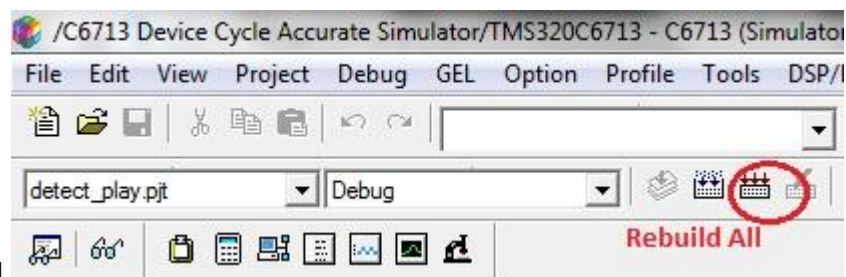 /C6713 Device Cycle Accurate Simulator/TMS320C6713 - C6713 (Simulator
File Edit View Project Debug GEL Option Profile Tools DSP/
detect_play.pjt Debug
Rebuild All